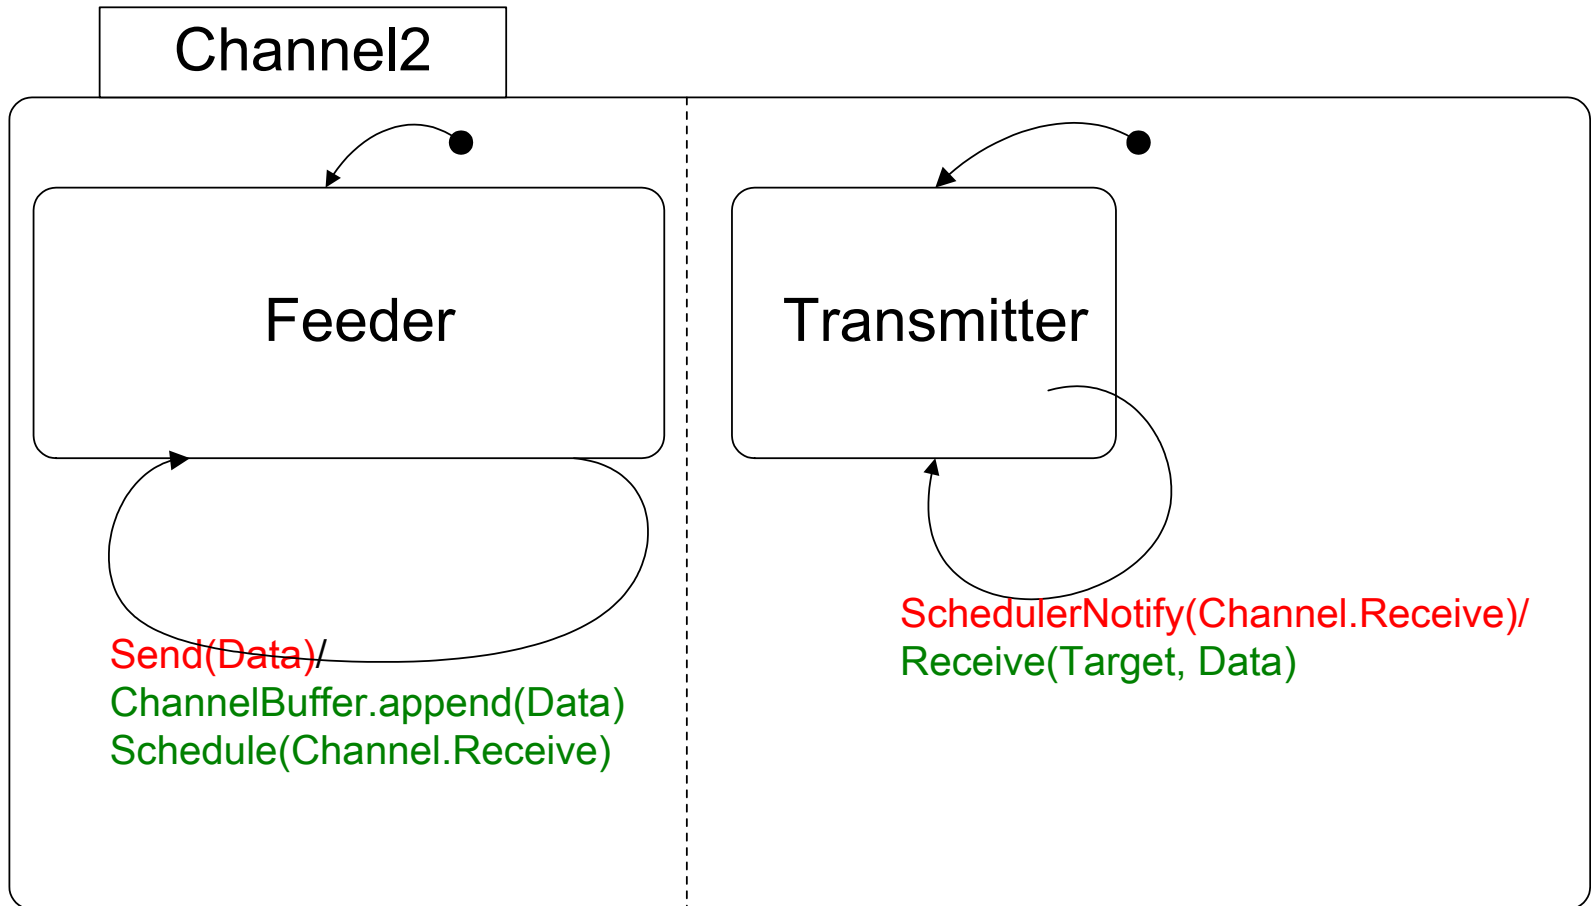 Channel2
Feeder
Transmitter
Send(Data)/
ChannelBuffer.append(Data)
Schedule(Channel.Receive)
SchedulerNotify(Channel.Receive)/
Receive(Target, Data)